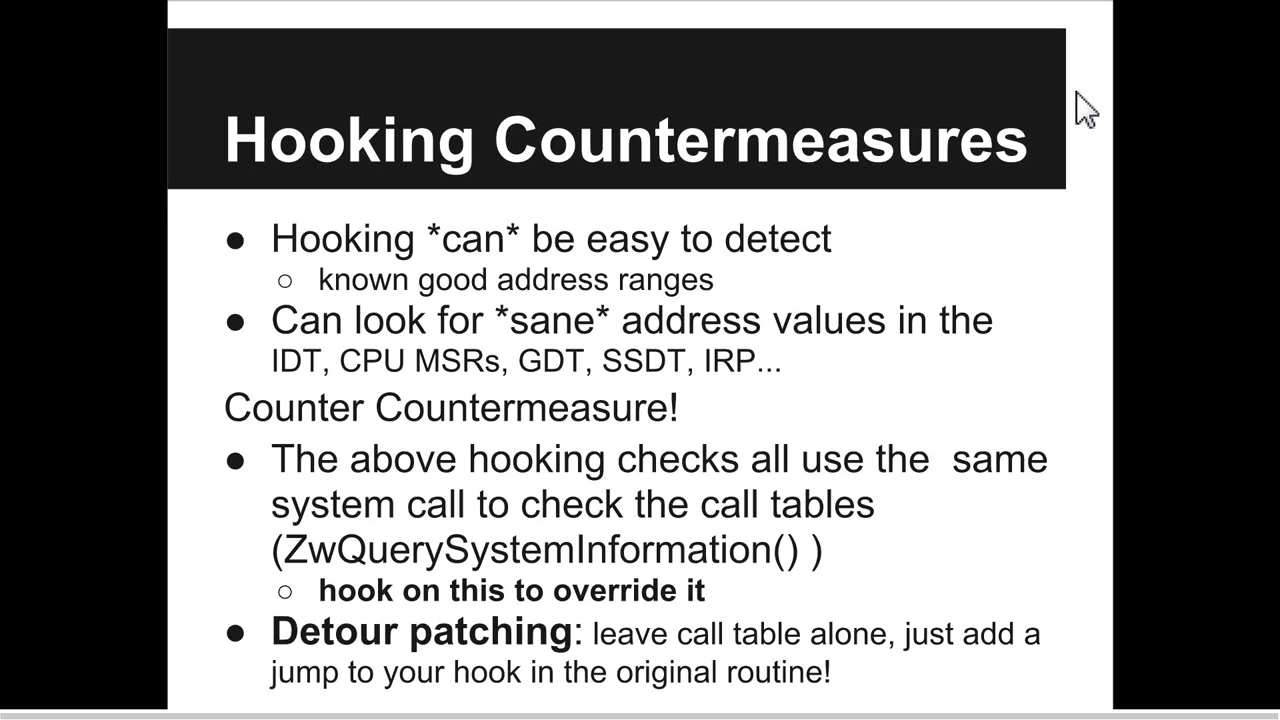 Hooking Countermeasures
● Hooking *can* be easy to detect
○ known good address ranges
● Can look for *sane* address values in the
IDT, CPU MSRs, GDT, SSDT, IRP...
Counter Countermeasure!
● The above hooking checks all use the  same
system call to check the call tables
(ZwQuerySystemInformation() )
○ hook on this to override it
● Detour patching: leave call table alone, just add a
jump to your hook in the original routine!